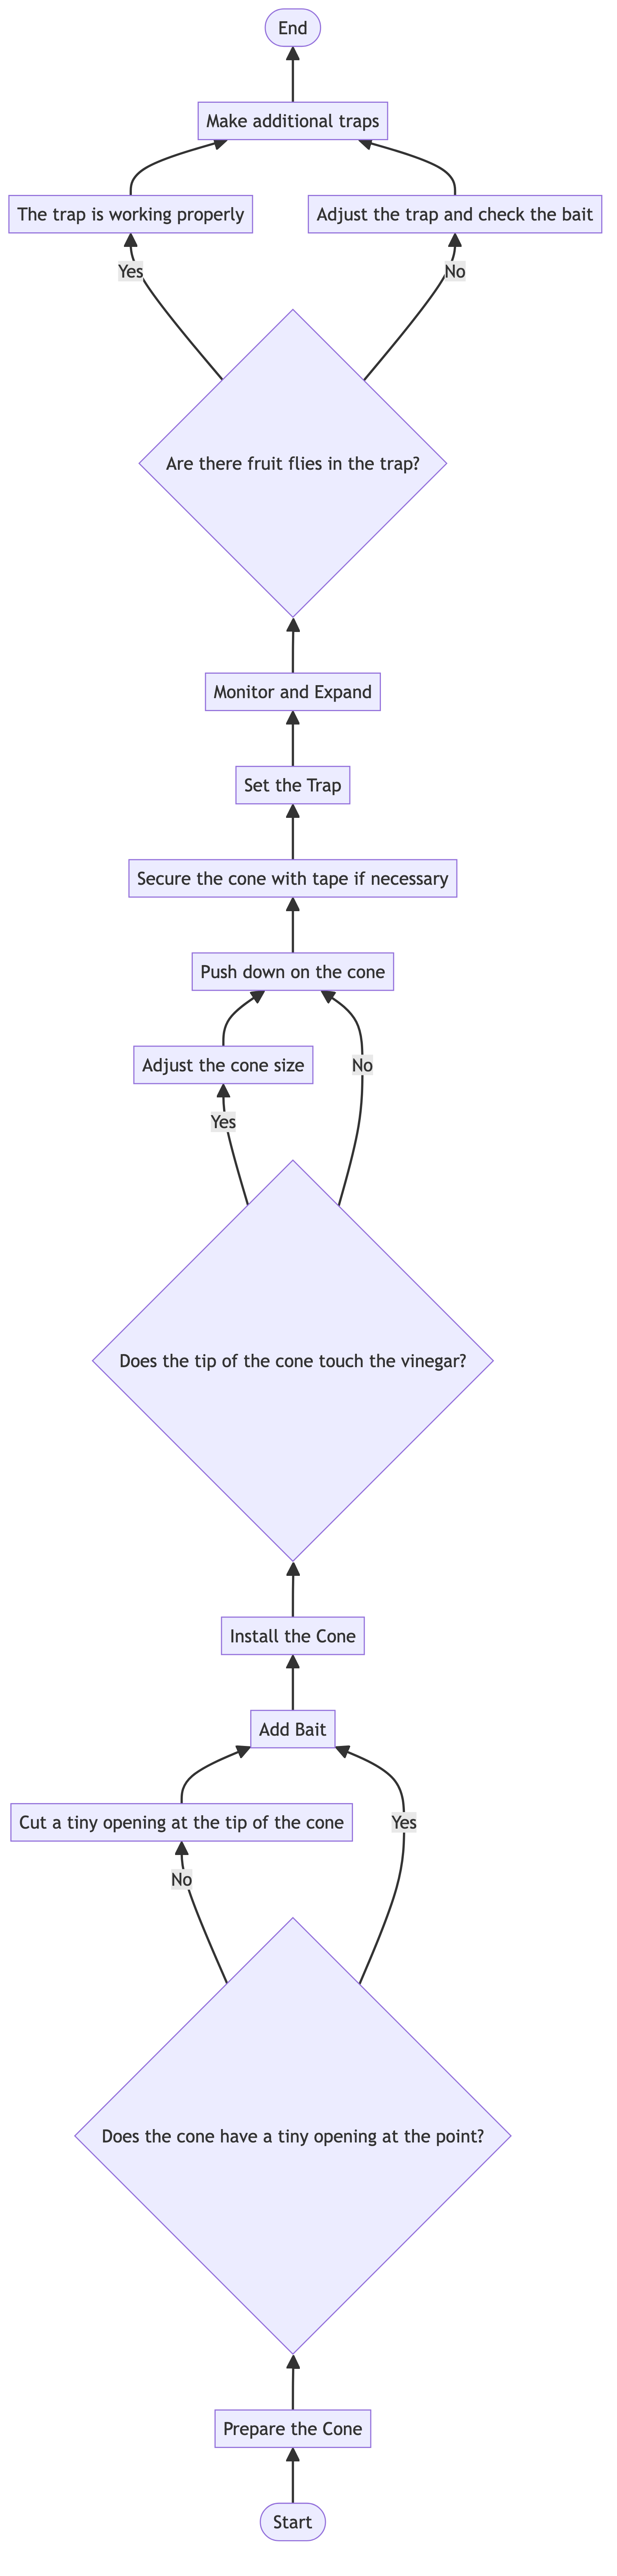 End
Make additional traps
The trap is working properly
Adjust the trap and check the bait
Yes
No
Are there fruit flies in the trap?
Monitor and Expand
Set the Trap
Secure the cone with tape if necessary
Push down on the cone
Adjust the cone size
No
Yes
Does the tip of the cone touch the vinegar?
Install the Cone
Add Bait
Cut a tiny opening at the tip of the cone
Yes
No
Does the cone have a tiny opening at the point?
Prepare the Cone
Start